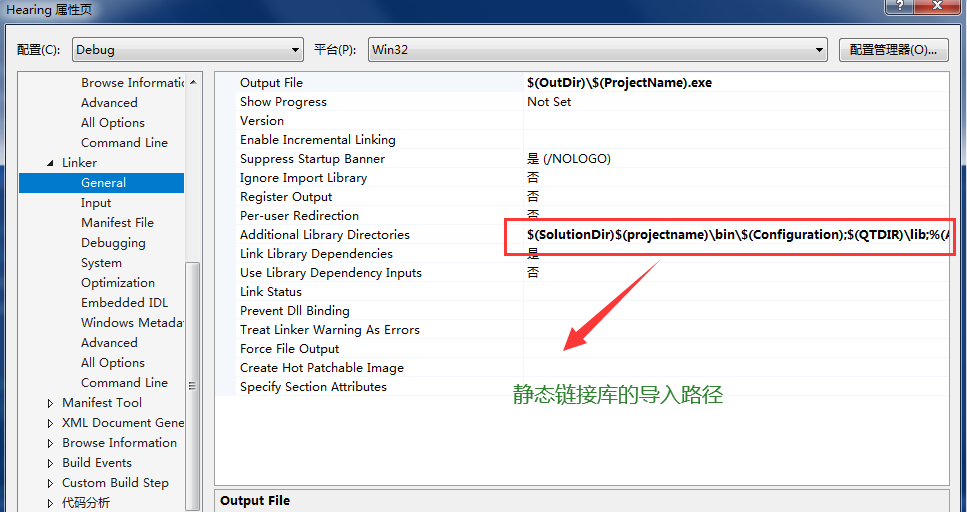 Hearing 属性页
配置(C): Debug 平台(P): Win32 配置管理器(O)...
Browse Informatic
Advanced
All Options
Command Line
Linker
General
Input
Manifest File
Debugging
System
Optimization
Embedded IDL
Windows Metadat
Advanced
All Options
Command Line
Manifest Tool
XML Document Gene
Browse Information
Build Events
Custom Build Step
代码分析
Output File $(OutDir)\$(ProjectName).exe
Show Progress Not Set
Version
Enable Incremental Linking
Suppress Startup Banner 是 (/NOLOGO)
Ignore Import Library 否
Register Output 否
Per-user Redirection 否
Additional Library Directories $(SolutionDir)$(projectname)\bin\$(Configuration);$(QTDIR)\lib;%(A
Link Library Dependencies 是
Use Library Dependency Inputs 否
Link Status
Prevent Dll Binding
Treat Linker Warning As Errors
Force File Output
Create Hot Patchable Image
Specify Section Attributes
静态链接库的导入路径
Output File